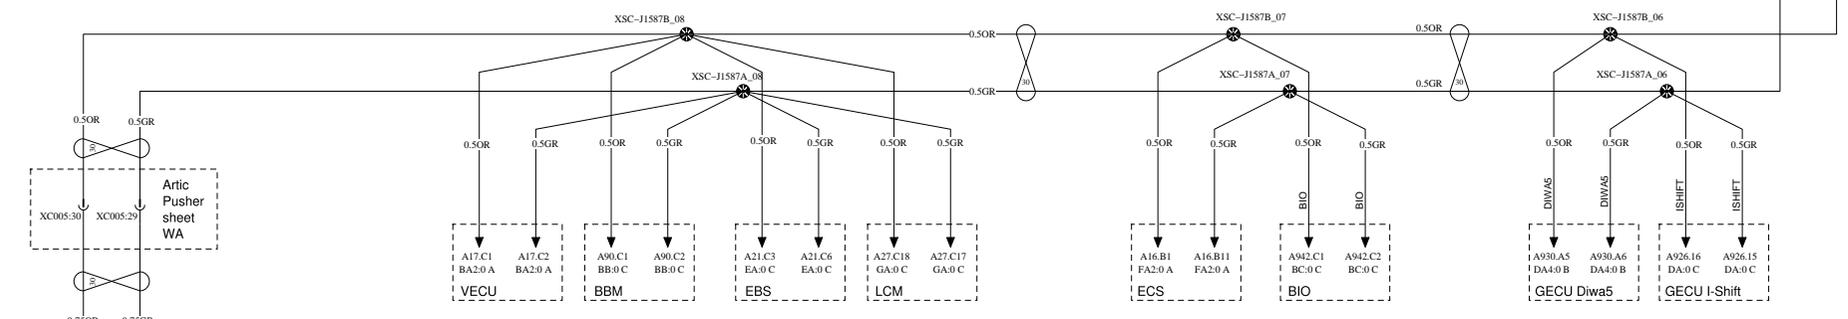 XSC–J1587B_08
XSC–J1587B_07
XSC–J1587B_06
0.5OR
0.5OR
XSC–J1587A_08
XSC–J1587A_07
XSC–J1587A_06
30
30
0.5GR
0.5GR
0.5OR
0.5GR
30
0.5OR
0.5GR
0.5OR
0.5GR
0.5OR
0.5GR
0.5OR
0.5GR
0.5OR
0.5GR
0.5OR
0.5GR
0.5OR
0.5GR
0.5OR
0.5GR
Artic
Pusher
sheet
WA
XC005:30
XC005:29
BIO
BIO
DIWA5
DIWA5
ISHIFT
ISHIFT
A17.C1
BA2:0 A
A17.C2
BA2:0 A
VECU
A90.C1
BB:0 C
A90.C2
BB:0 C
BBM
A21.C3
EA:0 C
A21.C6
EA:0 C
EBS
A27.C18
GA:0 C
A27.C17
GA:0 C
LCM
A16.B1
FA2:0 A
A16.B11
FA2:0 A
ECS
A942.C1
BC:0 C
A942.C2
BC:0 C
BIO
A930.A5
DA4:0 B
A930.A6
DA4:0 B
GECU Diwa5
A926.16
DA:0 C
A926.15
DA:0 C
GECU I-Shift
30